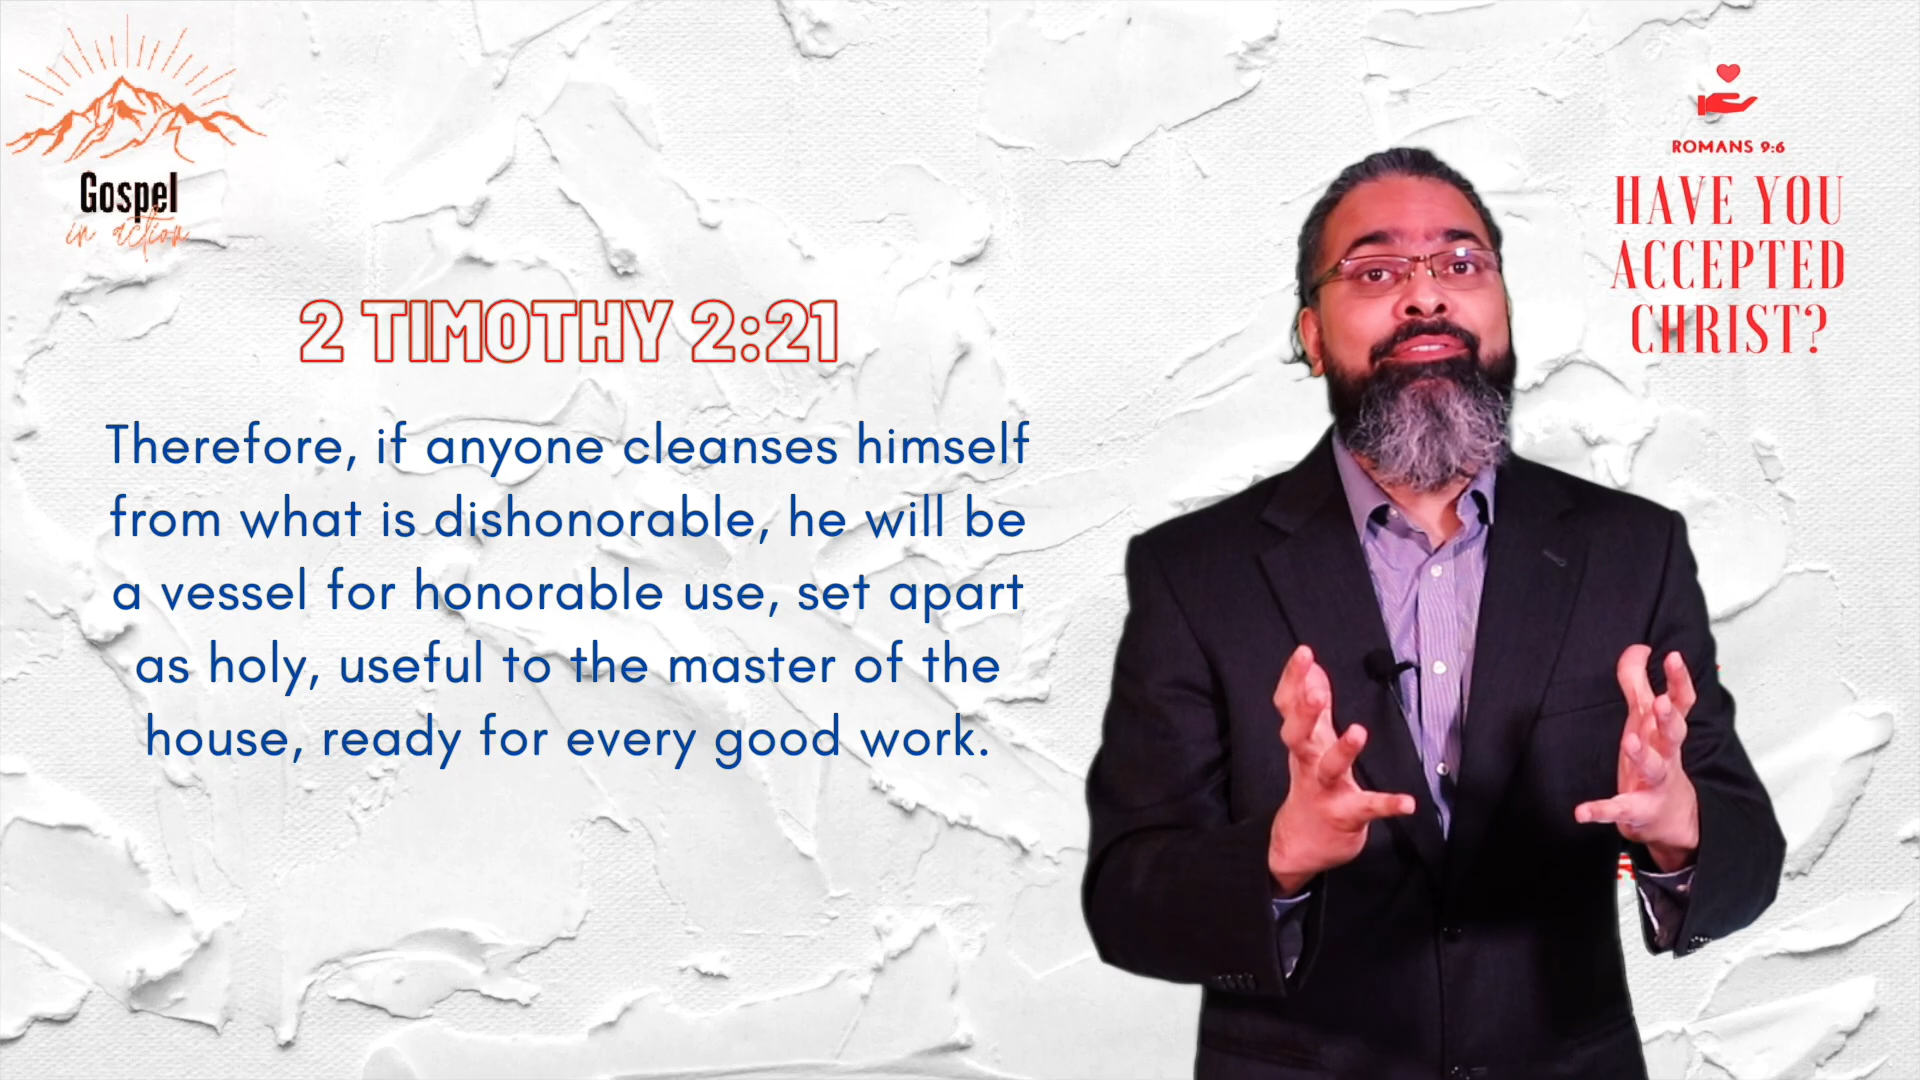 Gospel
in action
ROMANS 9:6
HAVE YOU
ACCEPTED
CHRIST?
2 TIMOTHY 2:21
Therefore, if anyone cleanses himself
from what is dishonorable, he will be
a vessel for honorable use, set apart
as holy, useful to the master of the
house, ready for every good work.